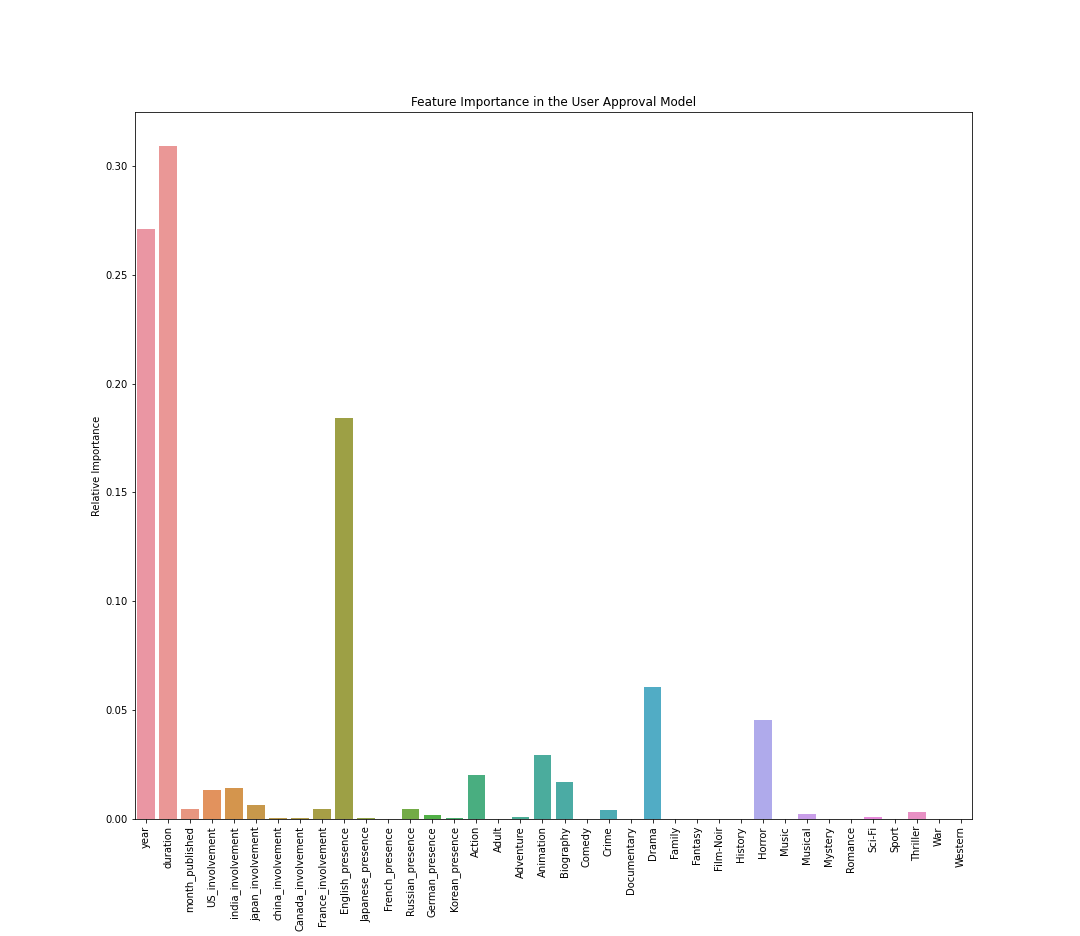 Feature Importance in the User Approval Model
Relative Importance
0.30
0.25
0.20
0.15
0.10
0.05
0.00
year
duration
month_published
US_involvement
india_involvement
japan_involvement
china_involvement
Canada_involvement
France_involvement
English_presence
Japanese_presence
French_presence
Russian_presence
German_presence
Korean_presence
Action
Adult
Adventure
Animation
Biography
Comedy
Crime
Documentary
Drama
Family
Fantasy
Film-Noir
History
Horror
Music
Musical
Mystery
Romance
Sci-Fi
Sport
Thriller
War
Western